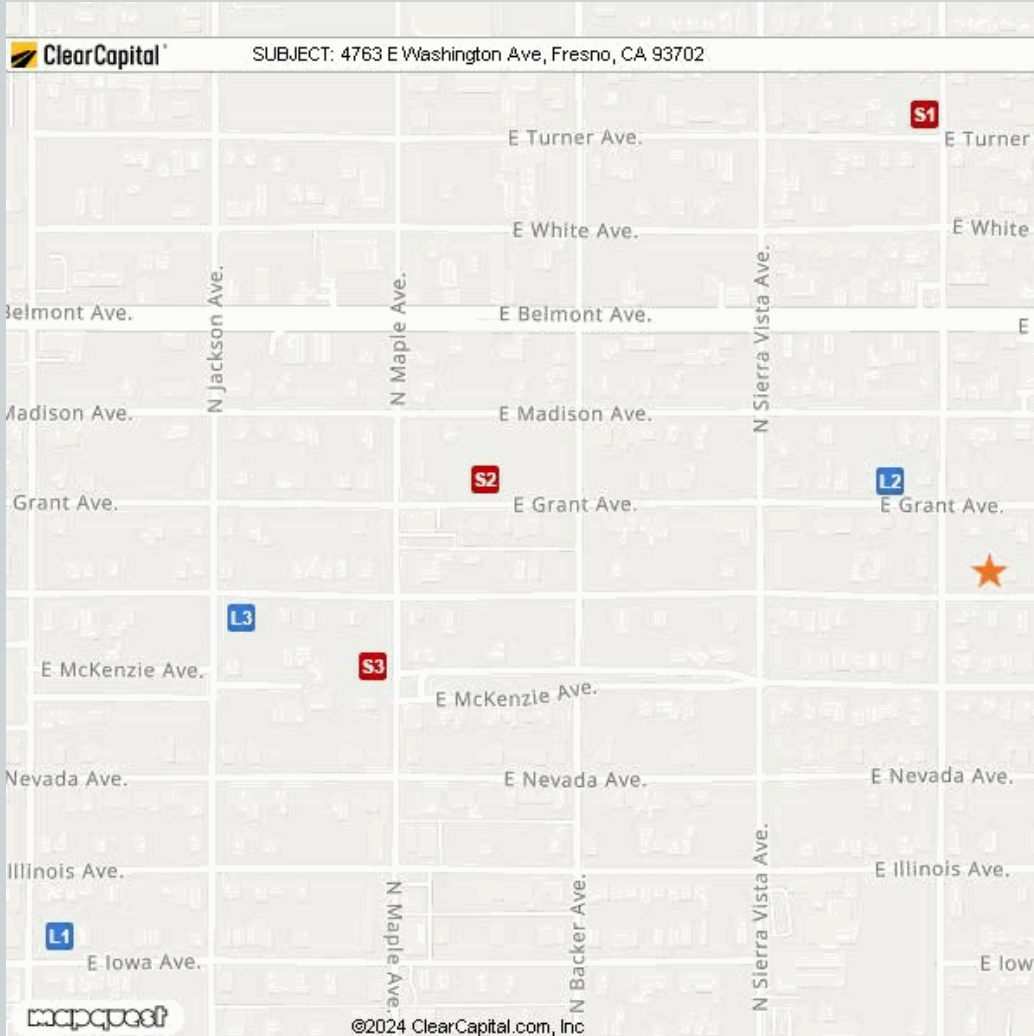 ClearCapital
SUBJECT: 4763 E Washington Ave, Fresno, CA 93702
S1
E Turner Ave.
E Turner
E White Ave.
E White
N Jackson Ave.
N Maple Ave.
N Sierra Vista Ave.
Belmont Ave.
E Belmont Ave.
E
Madison Ave.
E Madison Ave.
S2
L2
Grant Ave.
E Grant Ave.
E Grant Ave.
L3
S3
E McKenzie Ave.
E McKenzie Ave.
Nevada Ave.
E Nevada Ave.
E Nevada Ave.
Illinois Ave.
E Illinois Ave.
N Maple Ave.
N Backer Ave.
N Sierra Vista Ave.
L1
E Iowa Ave.
E Iow
mapquest
©2024 ClearCapital.com, Inc